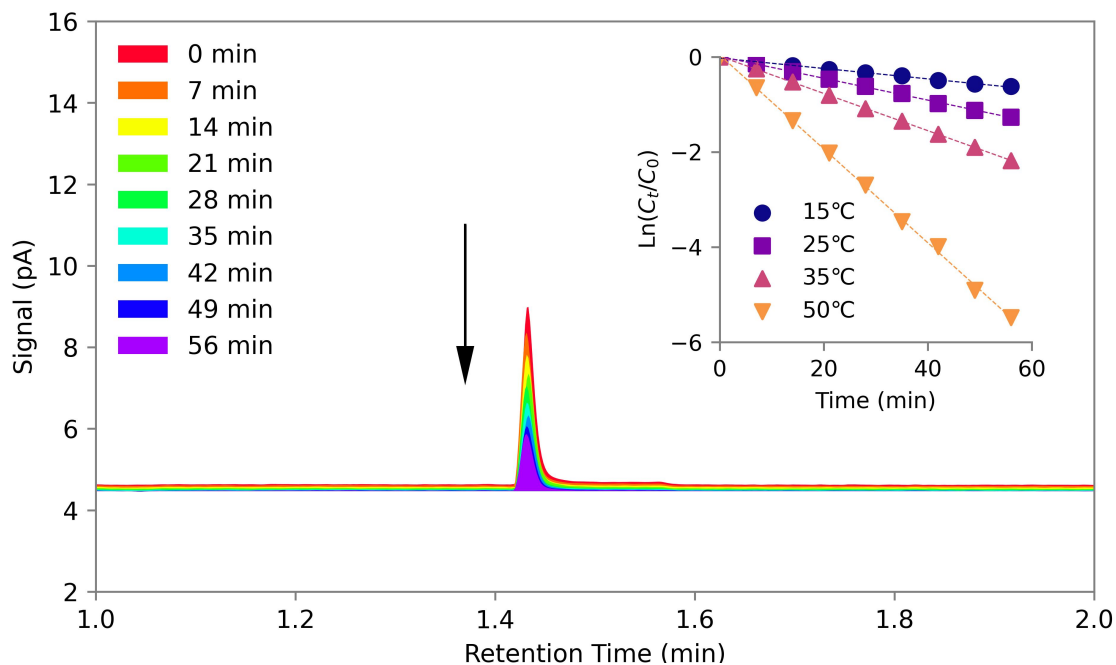 16
14
12
10
8
6
4
2
Signal (pA)
0 min
7 min
14 min
21 min
28 min
35 min
42 min
49 min
56 min
1.0
1.2
1.4
1.6
1.8
2.0
Retention Time (min)
0
−2
−4
−6
Ln(Cₜ/C₀)
15℃
25℃
35℃
50℃
0
20
40
60
Time (min)